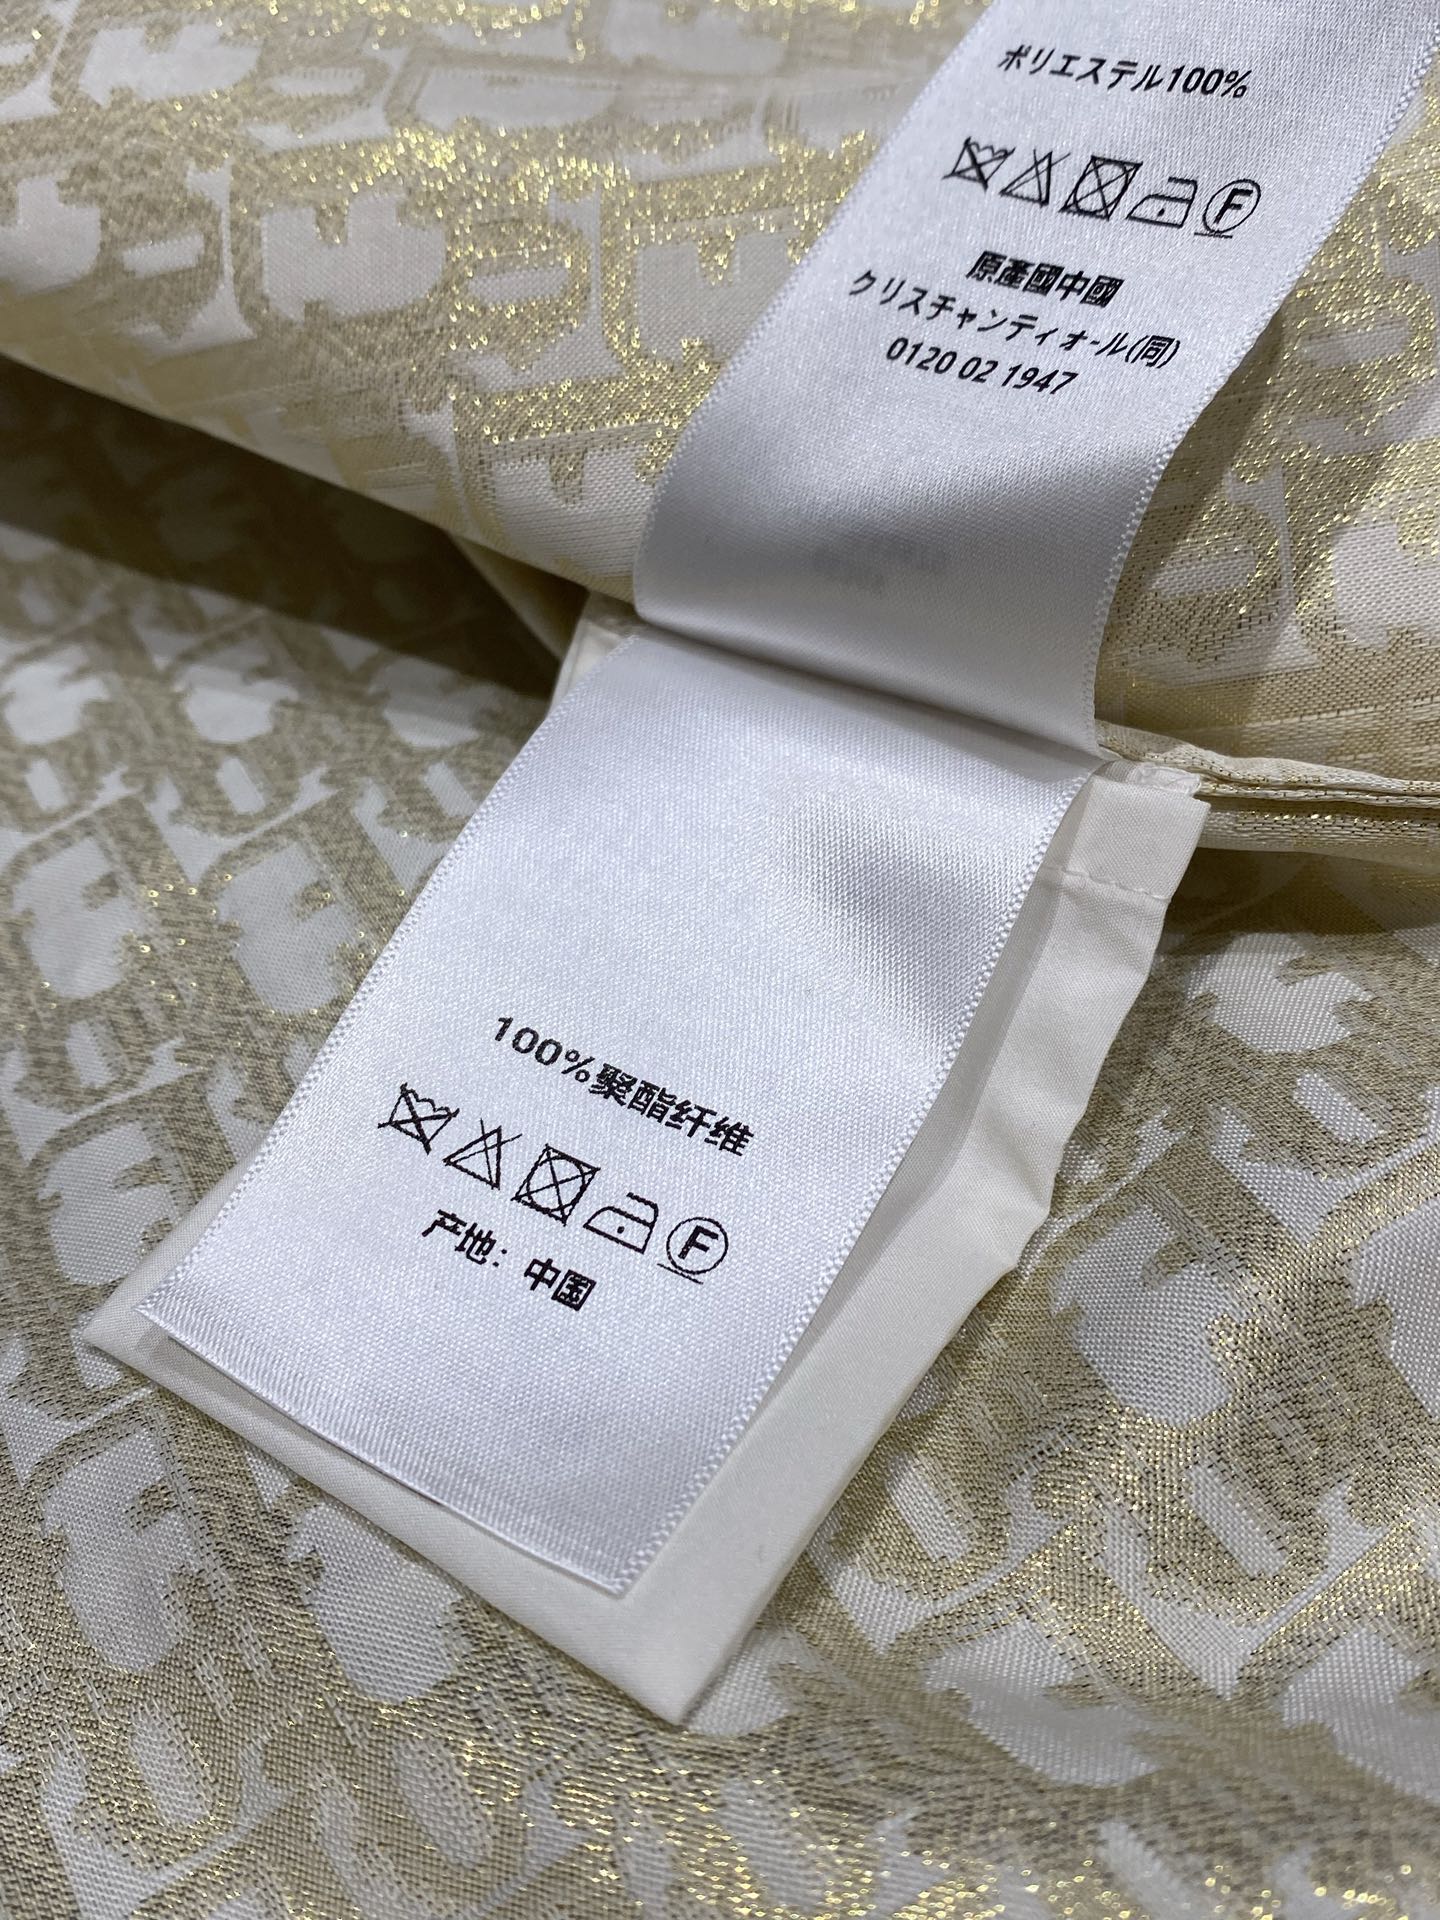 ポリエステル100%
F
原產國中國
クリスチャンディオール(同)
0120 02 1947
100%聚酯纤维
F
产地：中国